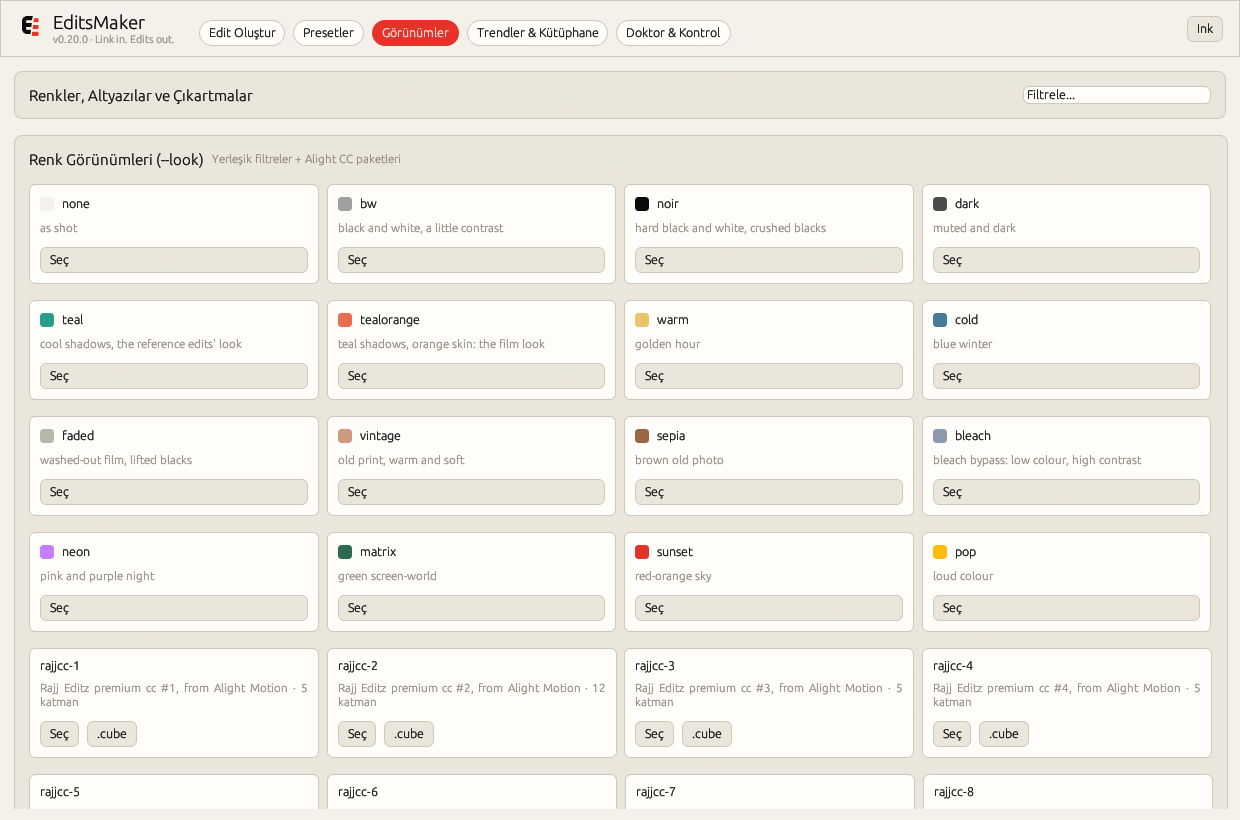 EditsMaker
v0.20.0 · Link in. Edits out.
Edit Oluştur
Presetler
Görünümler
Trendler & Kütüphane
Doktor & Kontrol
Ink
Renkler, Altyazılar ve Çıkartmalar
Filtrele...
Renk Görünümleri (--look) Yerleşik filtreler + Alight CC paketleri
none
as shot
Seç
bw
black and white, a little contrast
Seç
noir
hard black and white, crushed blacks
Seç
dark
muted and dark
Seç
teal
cool shadows, the reference edits' look
Seç
tealorange
teal shadows, orange skin: the film look
Seç
warm
golden hour
Seç
cold
blue winter
Seç
faded
washed-out film, lifted blacks
Seç
vintage
old print, warm and soft
Seç
sepia
brown old photo
Seç
bleach
bleach bypass: low colour, high contrast
Seç
neon
pink and purple night
Seç
matrix
green screen-world
Seç
sunset
red-orange sky
Seç
pop
loud colour
Seç
rajjcc-1
Rajj Editz premium cc #1, from Alight Motion · 5
katman
Seç
.cube
rajjcc-2
Rajj Editz premium cc #2, from Alight Motion · 12
katman
Seç
.cube
rajjcc-3
Rajj Editz premium cc #3, from Alight Motion · 5
katman
Seç
.cube
rajjcc-4
Rajj Editz premium cc #4, from Alight Motion · 5
katman
Seç
.cube
rajjcc-5
rajjcc-6
rajjcc-7
rajjcc-8